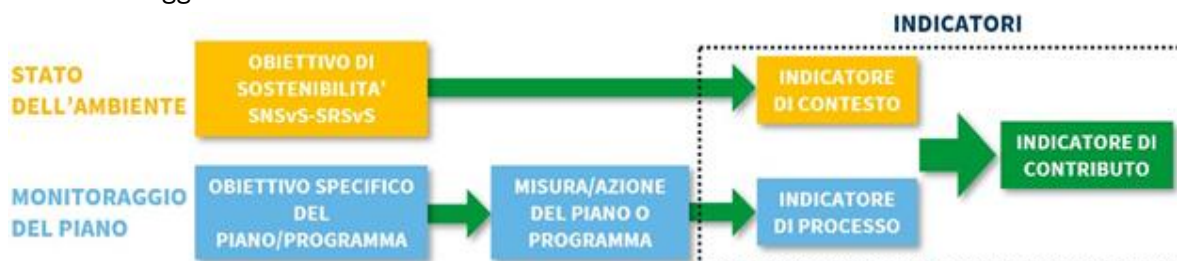 INDICATORI
STATO
DELL'AMBIENTE
OBIETTIVO DI
SOSTENIBILITA'
SNSvS-SRSvS
INDICATORE
DI CONTESTO
INDICATORE DI
CONTRIBUTO
MONITORAGGIO
DEL PIANO
OBIETTIVO SPECIFICO
DEL
PIANO/PROGRAMMA
MISURA/AZIONE
DEL PIANO O
PROGRAMMA
INDICATORE
DI PROCESSO